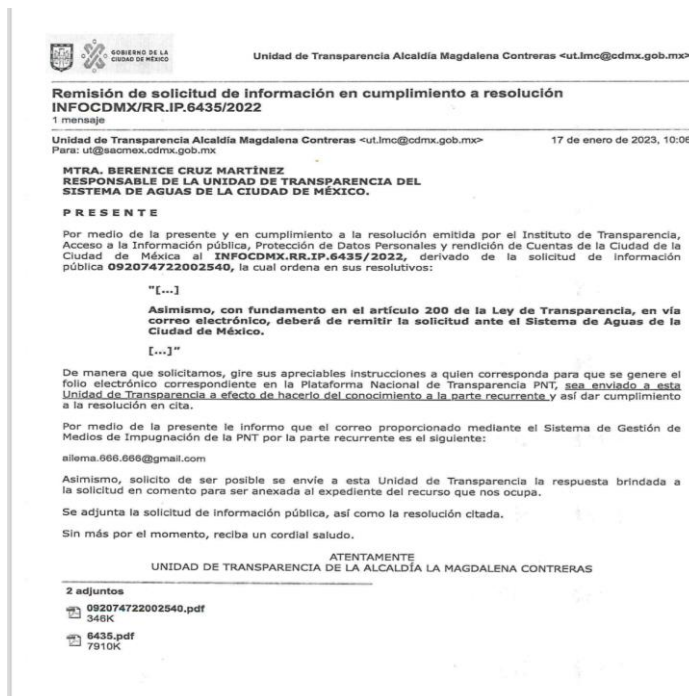 GOBIERNO DE LA
CIUDAD DE MÉXICO
Unidad de Transparencia Alcaldía Magdalena Contreras <ut.lmc@cdmx.gob.mx>
Remisión de solicitud de información en cumplimiento a resolución
INFOCDMX/RR.IP.6435/2022
1 mensaje
Unidad de Transparencia Alcaldía Magdalena Contreras <ut.lmc@cdmx.gob.mx>
17 de enero de 2023, 10:06
Para: ut@sacmex.cdmx.gob.mx
MTRA. BERENICE CRUZ MARTÍNEZ
RESPONSABLE DE LA UNIDAD DE TRANSPARENCIA DEL
SISTEMA DE AGUAS DE LA CIUDAD DE MÉXICO.
P R E S E N T E
Por medio de la presente y en cumplimiento a la resolución emitida por el Instituto de Transparencia,
Acceso a la Información pública, Protección de Datos Personales y rendición de Cuentas de la Ciudad de la
Ciudad de México al INFOCDMX.RR.IP.6435/2022, derivado de la solicitud de información
pública 092074722002540, la cual ordena en sus resolutivos:
"[...]
Asimismo, con fundamento en el artículo 200 de la Ley de Transparencia, en vía
correo electrónico, deberá de remitir la solicitud ante el Sistema de Aguas de la
Ciudad de México.
[...]"
De manera que solicitamos, gire sus apreciables instrucciones a quien corresponda para que se genere el
folio electrónico correspondiente en la Plataforma Nacional de Transparencia PNT, sea enviado a esta
Unidad de Transparencia a efecto de hacerlo del conocimiento a la parte recurrente y así dar cumplimiento
a la resolución en cita.
Por medio de la presente le informo que el correo proporcionado mediante el Sistema de Gestión de
Medios de Impugnación de la PNT por la parte recurrente es el siguiente:
ailema.666.666@gmail.com
Asimismo, solicito de ser posible se envíe a esta Unidad de Transparencia la respuesta brindada a
la solicitud en comento para ser anexada al expediente del recurso que nos ocupa.
Se adjunta la solicitud de información pública, así como la resolución citada.
Sin más por el momento, reciba un cordial saludo.
ATENTAMENTE
UNIDAD DE TRANSPARENCIA DE LA ALCALDÍA LA MAGDALENA CONTRERAS
2 adjuntos
092074722002540.pdf
346K
6435.pdf
7910K